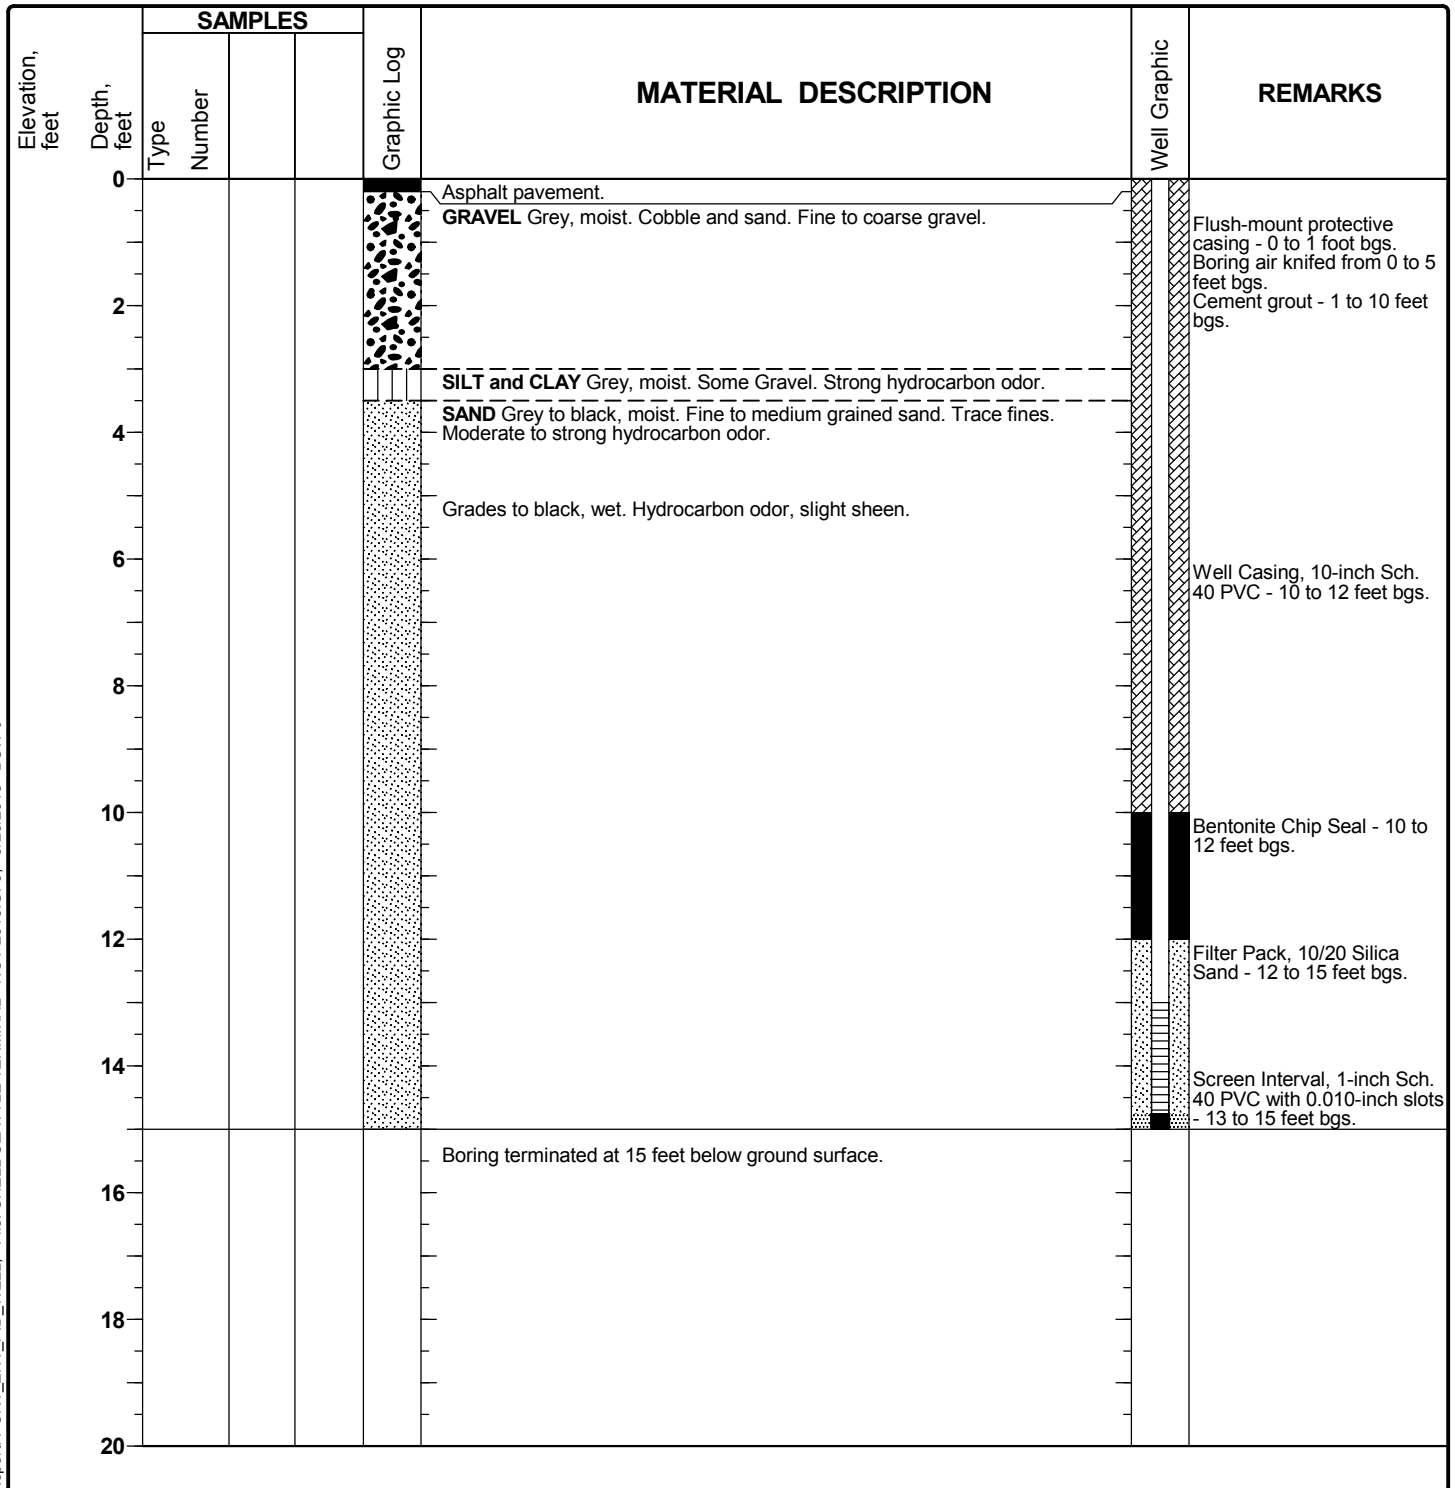 SAMPLES
Elevation,
feet
Depth,
feet
Type
Number
Graphic Log
MATERIAL DESCRIPTION
Well Graphic
REMARKS
0
Asphalt pavement.
GRAVEL Grey, moist. Cobble and sand. Fine to coarse gravel.
Flush-mount protective
casing - 0 to 1 foot bgs.
Boring air knifed from 0 to 5
feet bgs.
2
Cement grout - 1 to 10 feet
bgs.
SILT and CLAY Grey, moist. Some Gravel. Strong hydrocarbon odor.
SAND Grey to black, moist. Fine to medium grained sand. Trace fines.
4
Moderate to strong hydrocarbon odor.
Grades to black, wet. Hydrocarbon odor, slight sheen.
6
Well Casing, 10-inch Sch.
40 PVC - 10 to 12 feet bgs.
8
10
Bentonite Chip Seal - 10 to
12 feet bgs.
12
Filter Pack, 10/20 Silica
Sand - 12 to 15 feet bgs.
14
Screen Interval, 1-inch Sch.
40 PVC with 0.010-inch slots
- 13 to 15 feet bgs.
Boring terminated at 15 feet below ground surface.
16
18
20